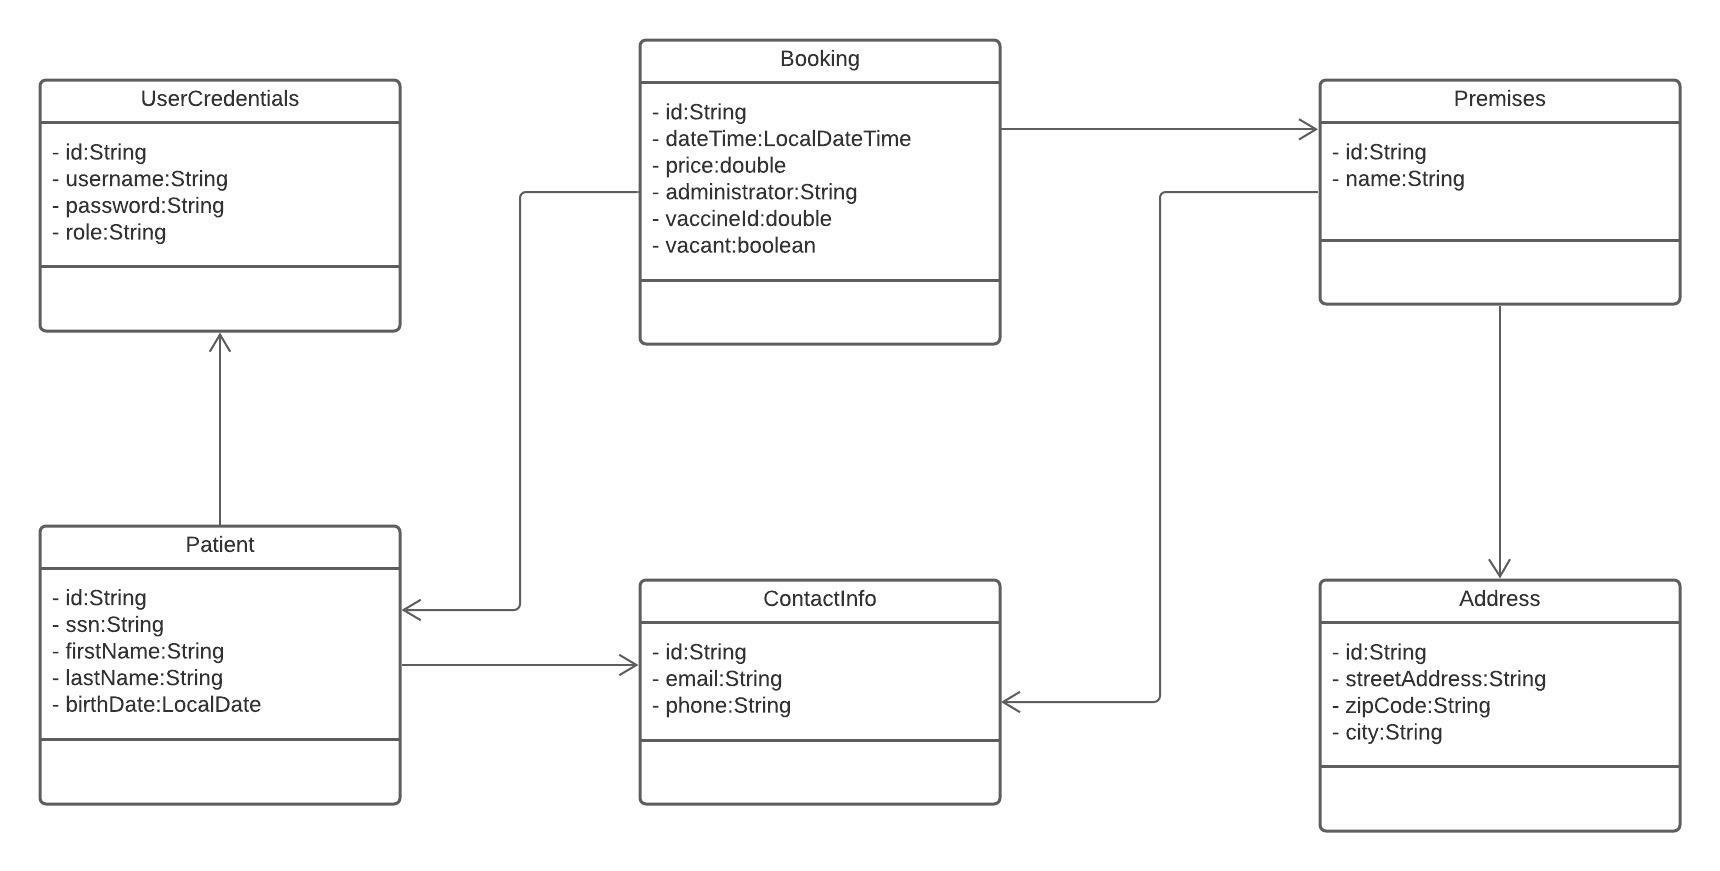 UserCredentials
- id:String
- username:String
- password:String
- role:String
Booking
- id:String
- dateTime:LocalDateTime
- price:double
- administrator:String
- vaccineId:double
- vacant:boolean
Premises
- id:String
- name:String
Patient
- id:String
- ssn:String
- firstName:String
- lastName:String
- birthDate:LocalDate
ContactInfo
- id:String
- email:String
- phone:String
Address
- id:String
- streetAddress:String
- zipCode:String
- city:String